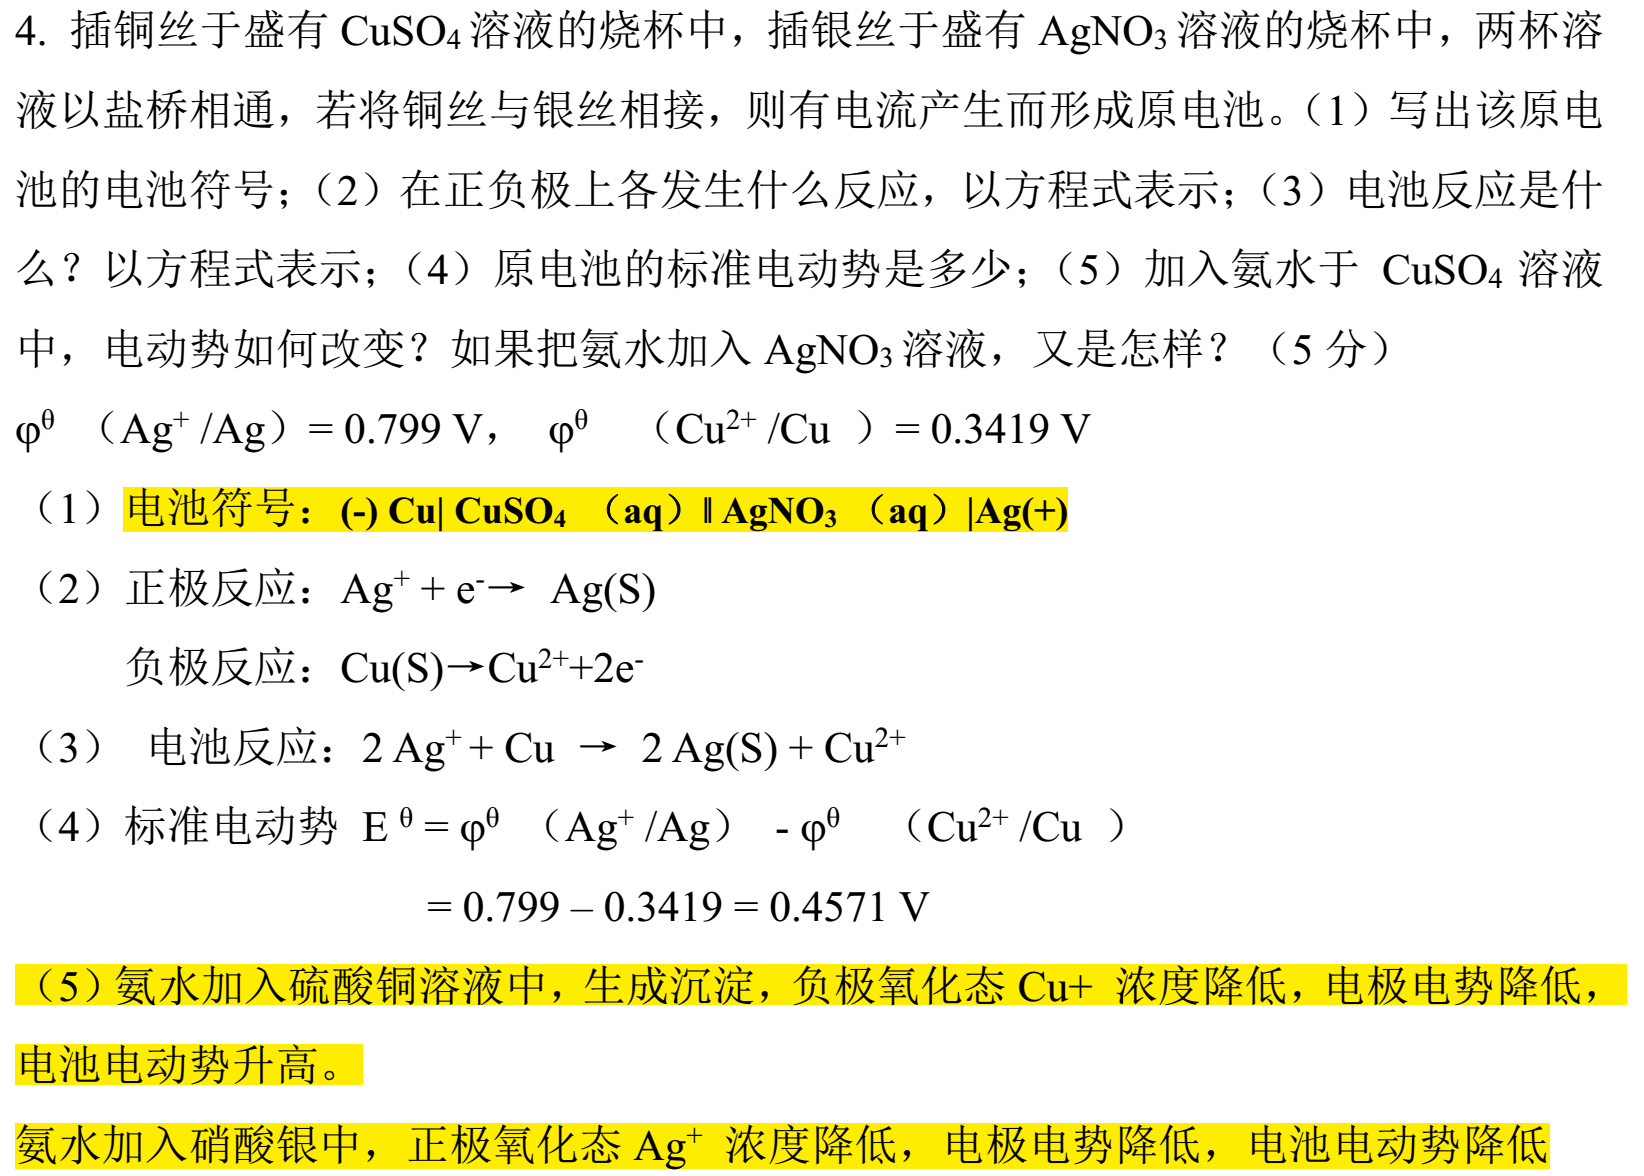 4. 插铜丝于盛有 CuSO₄ 溶液的烧杯中，插银丝于盛有 AgNO₃ 溶液的烧杯中，两杯溶
液以盐桥相通，若将铜丝与银丝相接，则有电流产生而形成原电池。（1）写出该原电
池的电池符号；（2）在正负极上各发生什么反应，以方程式表示；（3）电池反应是什
么？以方程式表示；（4）原电池的标准电动势是多少；（5）加入氨水于 CuSO₄ 溶液
中，电动势如何改变？如果把氨水加入 AgNO₃ 溶液，又是怎样？（5 分）
φᶿ （Ag⁺ /Ag）= 0.799 V， φᶿ （Cu²⁺ /Cu ）= 0.3419 V
（1）电池符号：(-) Cu| CuSO₄ （aq）‖ AgNO₃ （aq）|Ag(+)
（2）正极反应：Ag⁺ + e⁻→ Ag(S)
负极反应：Cu(S)→Cu²⁺+2e⁻
（3） 电池反应：2 Ag⁺ + Cu → 2 Ag(S) + Cu²⁺
（4）标准电动势 E ᶿ = φᶿ （Ag⁺ /Ag） - φᶿ （Cu²⁺ /Cu ）
= 0.799 – 0.3419 = 0.4571 V
（5）氨水加入硫酸铜溶液中，生成沉淀，负极氧化态 Cu+ 浓度降低，电极电势降低，
电池电动势升高。
氨水加入硝酸银中，正极氧化态 Ag⁺ 浓度降低，电极电势降低，电池电动势降低